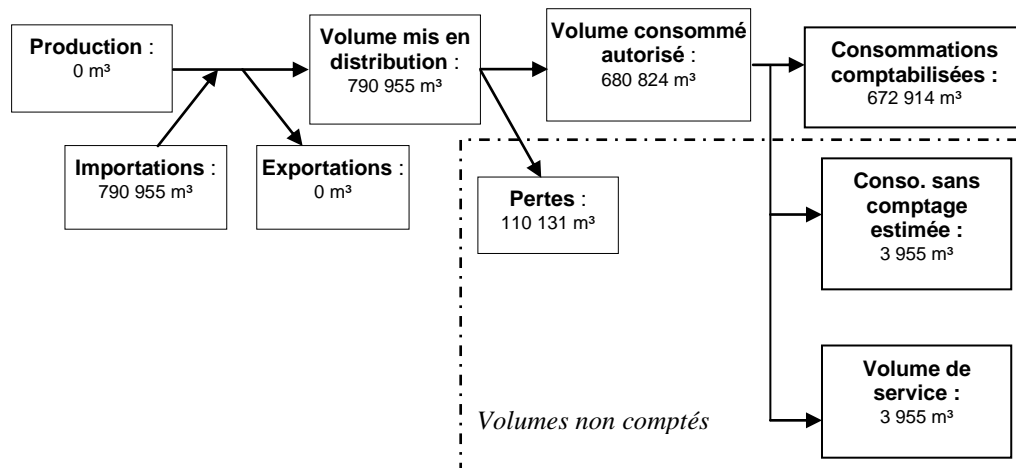 Production :
0 m³
Volume mis en
distribution :
790 955 m³
Volume consommé
autorisé :
680 824 m³
Consommations
comptabilisées :
672 914 m³
Importations :
790 955 m³
Exportations :
0 m³
Pertes :
110 131 m³
Conso. sans
comptage
estimée :
3 955 m³
Volume de
service :
3 955 m³
Volumes non comptés